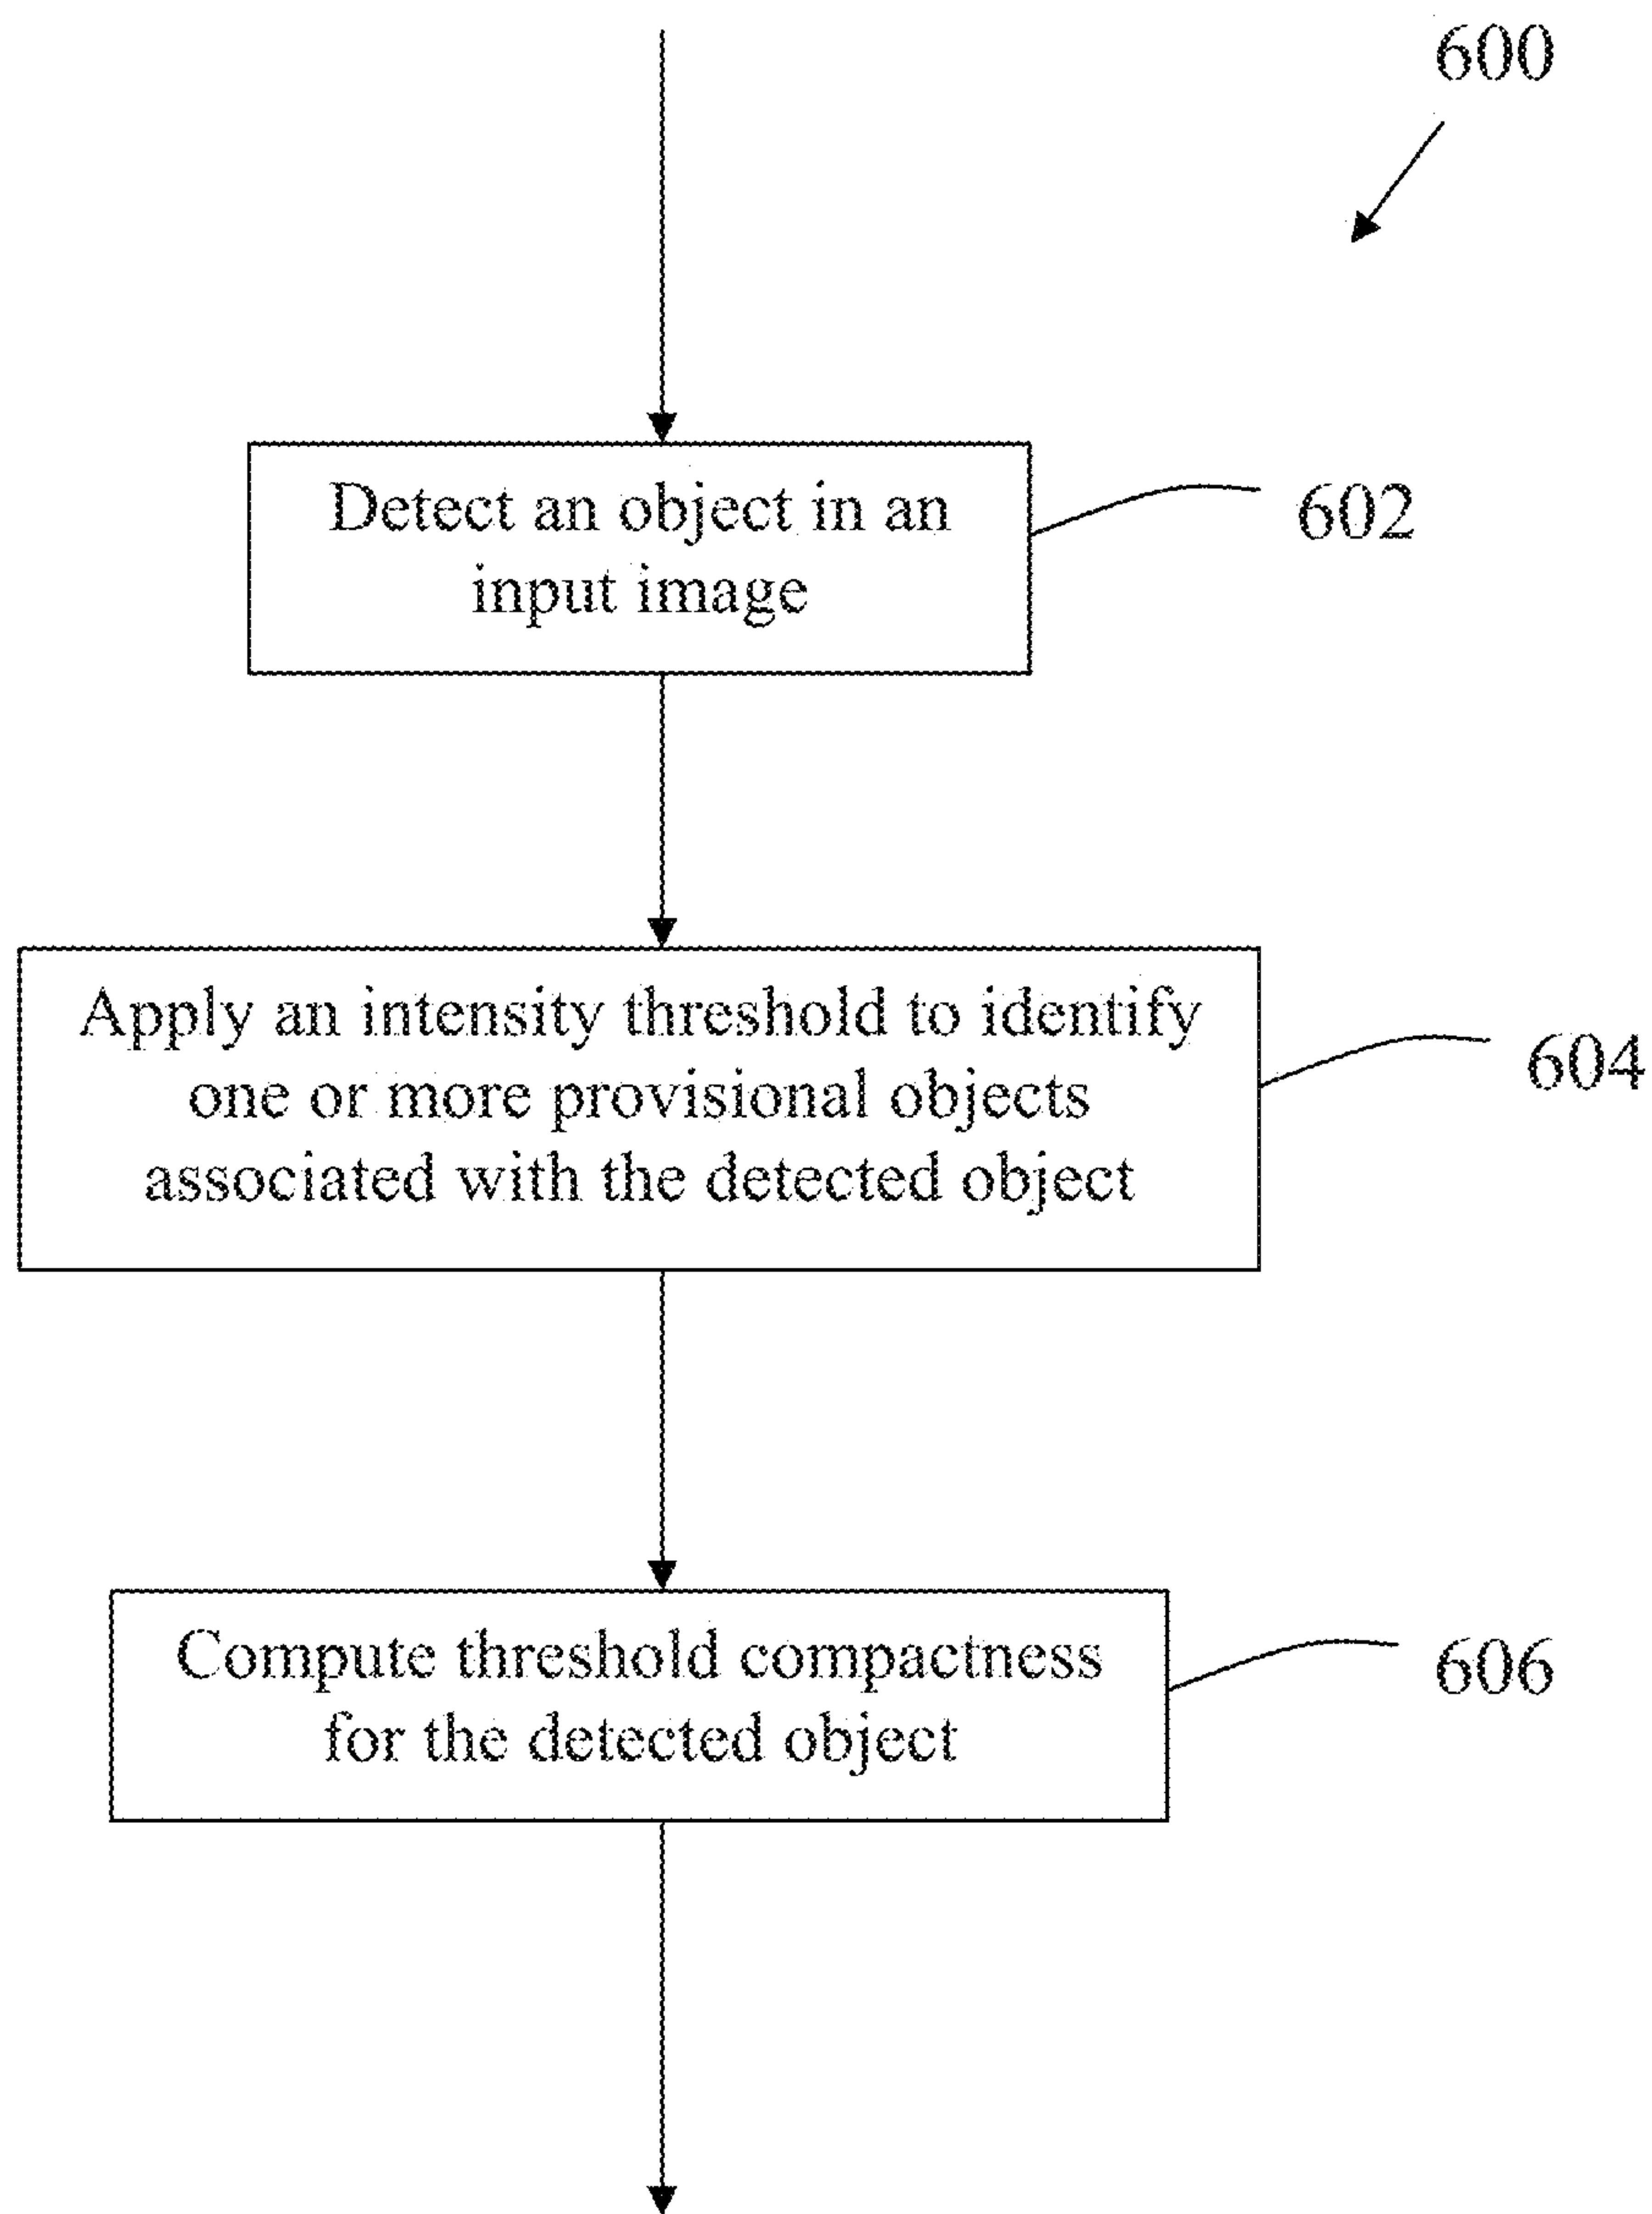 600
Detect an object in an
input image
602
Apply an intensity threshold to identify
one or more provisional objects
associated with the detected object
604
Compute threshold compactness
for the detected object
606